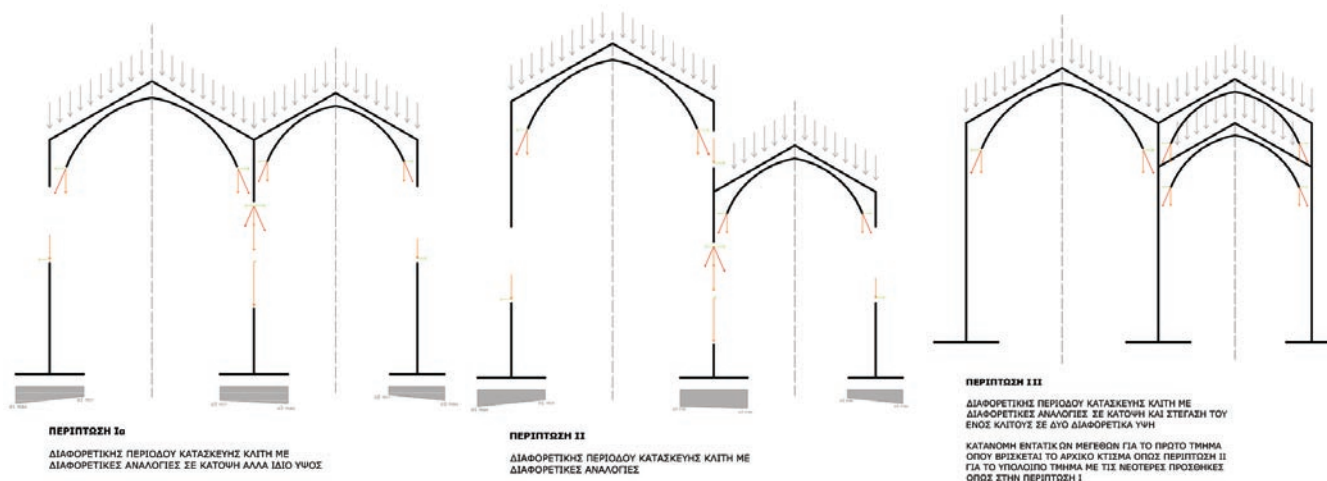 ΠΕΡΙΠΤΩΣΗ Ια
ΔΙΑΦΟΡΕΤΙΚΗΣ ΠΕΡΙΟΔΟΥ ΚΑΤΑΣΚΕΥΗΣ ΚΛΙΤΗ ΜΕ
ΔΙΑΦΟΡΕΤΙΚΕΣ ΑΝΑΛΟΓΙΕΣ ΣΕ ΚΑΤΟΨΗ ΑΛΛΑ ΙΔΙΟ ΥΨΟΣ
ΠΕΡΙΠΤΩΣΗ ΙΙ
ΔΙΑΦΟΡΕΤΙΚΗΣ ΠΕΡΙΟΔΟΥ ΚΑΤΑΣΚΕΥΗΣ ΚΛΙΤΗ ΜΕ
ΔΙΑΦΟΡΕΤΙΚΕΣ ΑΝΑΛΟΓΙΕΣ
ΠΕΡΙΠΤΩΣΗ ΙΙΙ
ΔΙΑΦΟΡΕΤΙΚΗΣ ΠΕΡΙΟΔΟΥ ΚΑΤΑΣΚΕΥΗΣ ΚΛΙΤΗ ΜΕ
ΔΙΑΦΟΡΕΤΙΚΕΣ ΑΝΑΛΟΓΙΕΣ ΣΕ ΚΑΤΟΨΗ ΚΑΙ ΣΤΕΓΑΣΗ ΤΟΥ
ΕΝΟΣ ΚΛΙΤΟΥΣ ΣΕ ΔΥΟ ΔΙΑΦΟΡΕΤΙΚΑ ΥΨΗ
ΚΑΤΑΝΟΜΗ ΕΝΤΑΤΙΚΩΝ ΜΕΓΕΘΩΝ ΓΙΑ ΤΟ ΠΡΩΤΟ ΤΜΗΜΑ
ΟΠΟΥ ΒΡΙΣΚΕΤΑΙ ΤΟ ΑΡΧΙΚΟ ΚΤΙΣΜΑ ΟΠΩΣ ΠΕΡΙΠΤΩΣΗ ΙΙ
ΓΙΑ ΤΟ ΥΠΟΛΟΙΠΟ ΤΜΗΜΑ ΜΕ ΤΙΣ ΝΕΟΤΕΡΕΣ ΠΡΟΣΘΗΚΕΣ
ΟΠΩΣ ΣΤΗΝ ΠΕΡΙΠΤΩΣΗ Ι